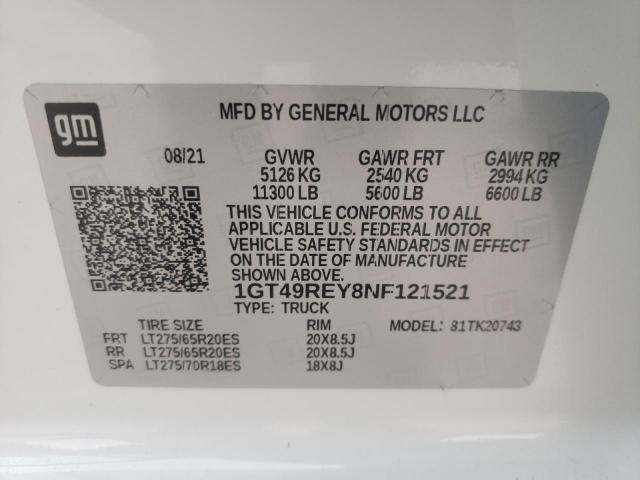 gm
MFD BY GENERAL MOTORS LLC
08/21 GVWR GAWR FRT GAWR RR
5126 KG 2540 KG 2994 KG
11300 LB 5600 LB 6600 LB
THIS VEHICLE CONFORMS TO ALL
APPLICABLE U.S. FEDERAL MOTOR
VEHICLE SAFETY STANDARDS IN EFFECT
ON THE DATE OF MANUFACTURE
SHOWN ABOVE.
1GT49REY8NF121521
TYPE: TRUCK
TIRE SIZE RIM MODEL: 81TK20743
FRT LT275/65R20ES 20X8.5J
RR LT275/65R20ES 20X8.5J
SPA LT275/70R18ES 18X8J